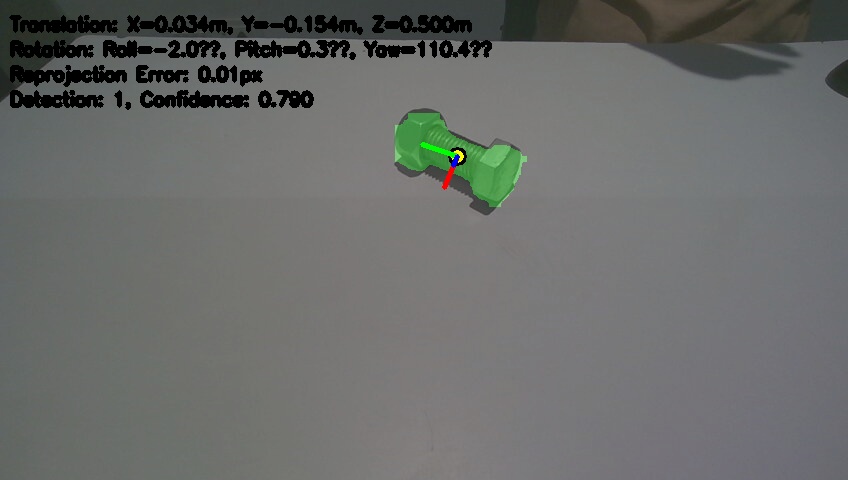 Translation: X=0.034m, Y=-0.154m, Z=0.500m
Rotation: Roll=-2.0??, Pitch=0.3??, Yaw=110.4??
Reprojection Error: 0.01px
Detection: 1, Confidence: 0.790